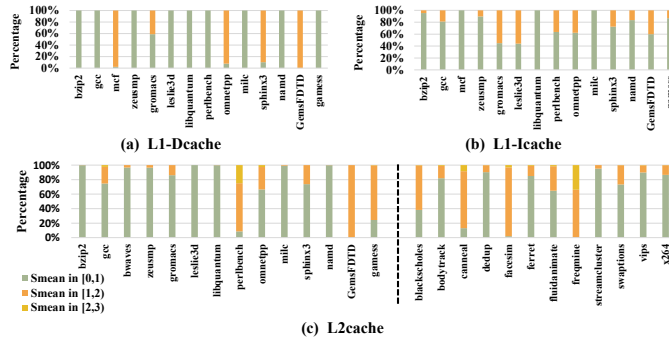 Percentage
100%
80%
60%
40%
20%
0%
bzip2
gcc
mcf
zeusmp
gromacs
leslie3d
libquantum
perlbench
omnetpp
milc
sphinx3
namd
GemsFDTD
gamess
(a) L1-Dcache
Percentage
100%
80%
60%
40%
20%
0%
bzip2
gcc
mcf
zeusmp
gromacs
leslie3d
libquantum
perlbench
omnetpp
milc
sphinx3
namd
GemsFDTD
(b) L1-Icache
Percentage
100%
80%
60%
40%
20%
0%
bzip2
gcc
bwaves
zeusmp
gromacs
leslie3d
libquantum
perlbench
omnetpp
milc
sphinx3
namd
GemsFDTD
gamess
blackscholes
bodytrack
canneal
dedup
facesim
ferret
fluidanimate
freqmine
streamcluster
swaptions
vips
x264
Smean in [0,1)
Smean in [1,2)
Smean in [2,3)
(c) L2cache